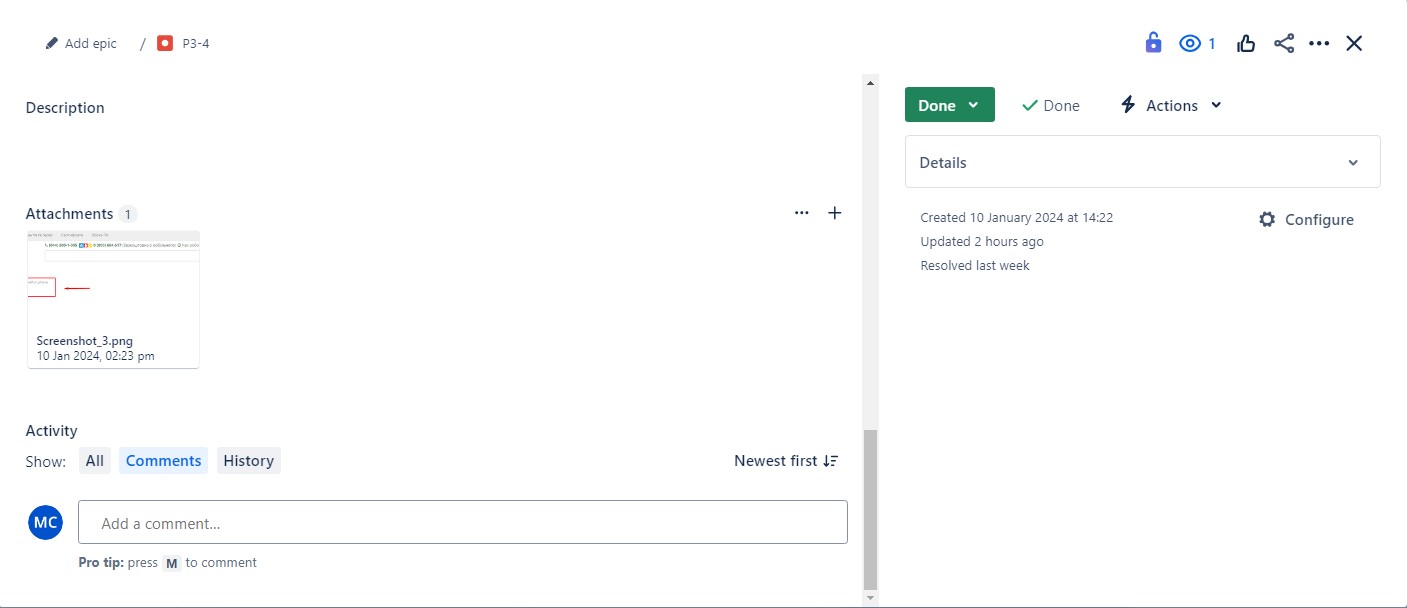 Add epic / P3-4
1
Description
Done
Done
Actions
Details
Attachments 1
Created 10 January 2024 at 14:22
Configure
Updated 2 hours ago
Resolved last week
Screenshot_3.png
10 Jan 2024, 02:23 pm
Activity
Show: All Comments History
Newest first
MC
Add a comment...
Pro tip: press M to comment